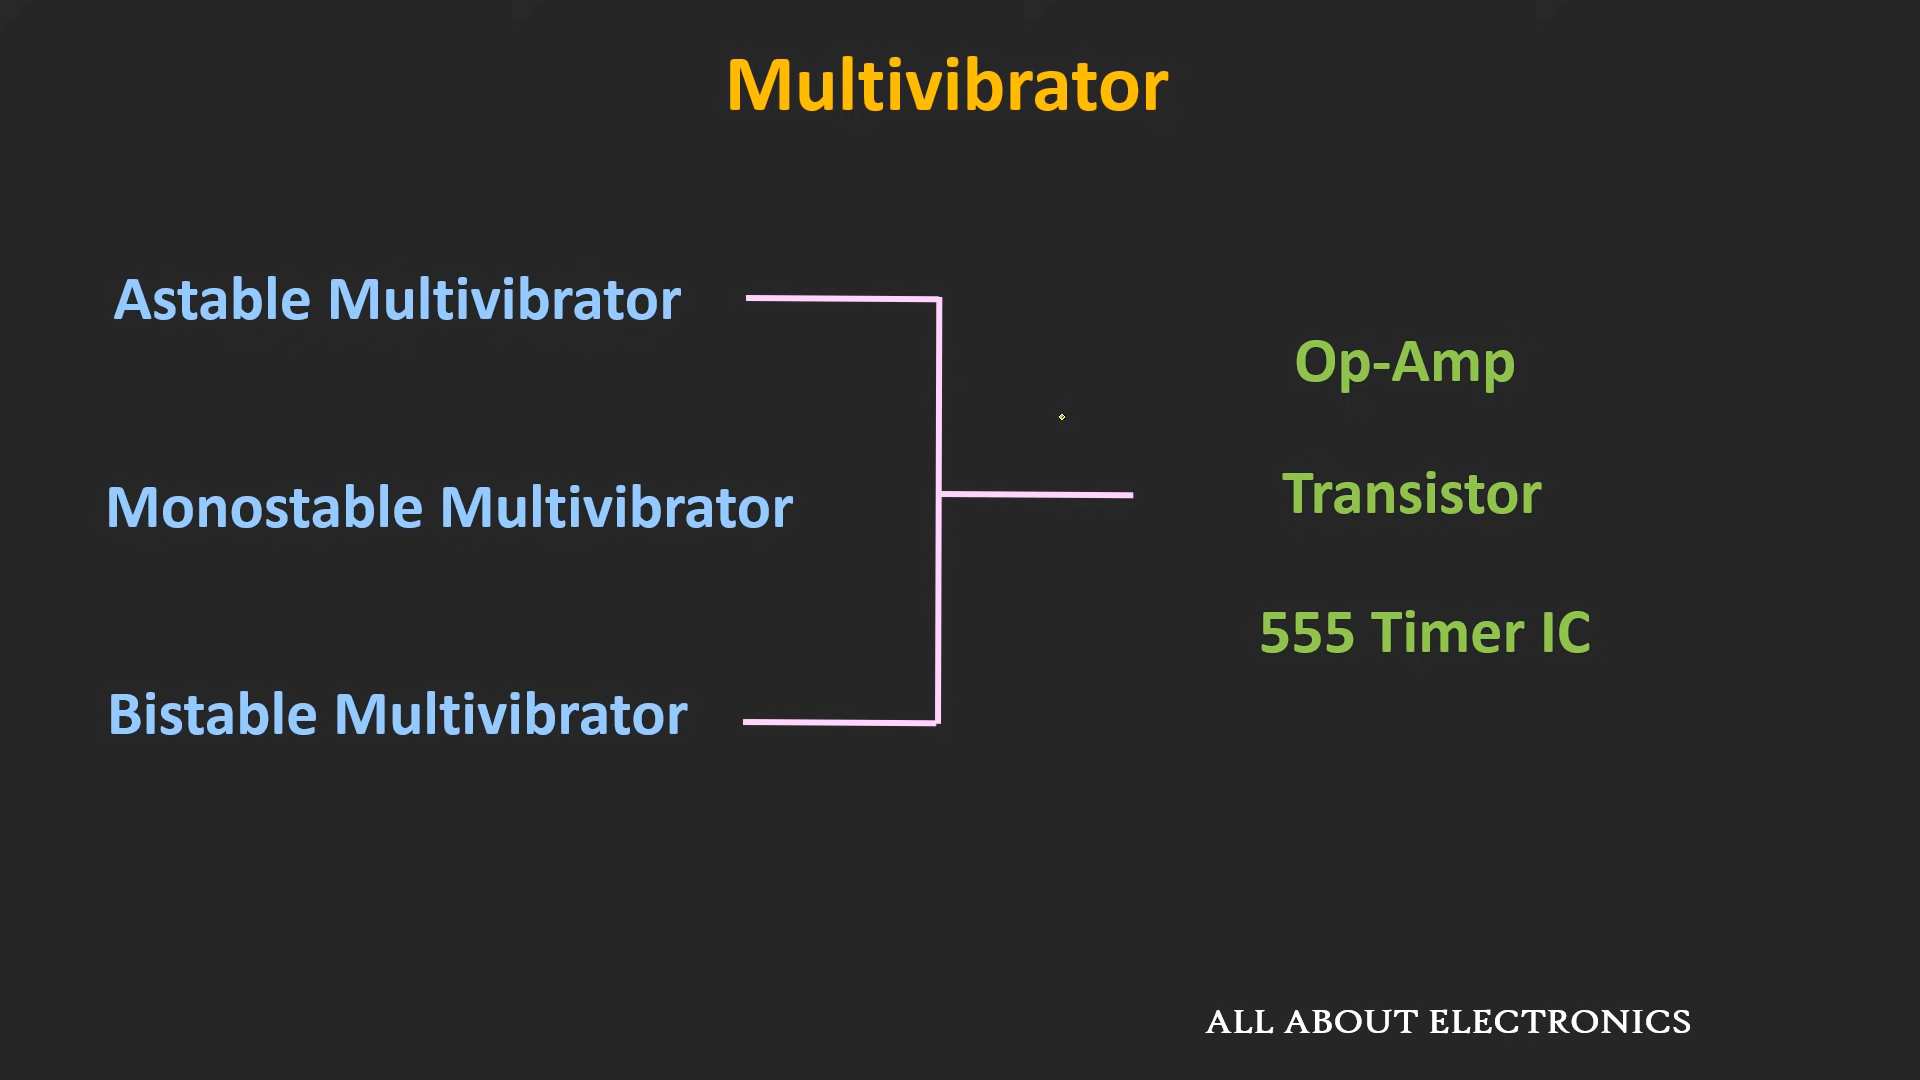 Multivibrator
Astable Multivibrator
Monostable Multivibrator
Bistable Multivibrator
Op-Amp
Transistor
555 Timer IC
ALL ABOUT ELECTRONICS